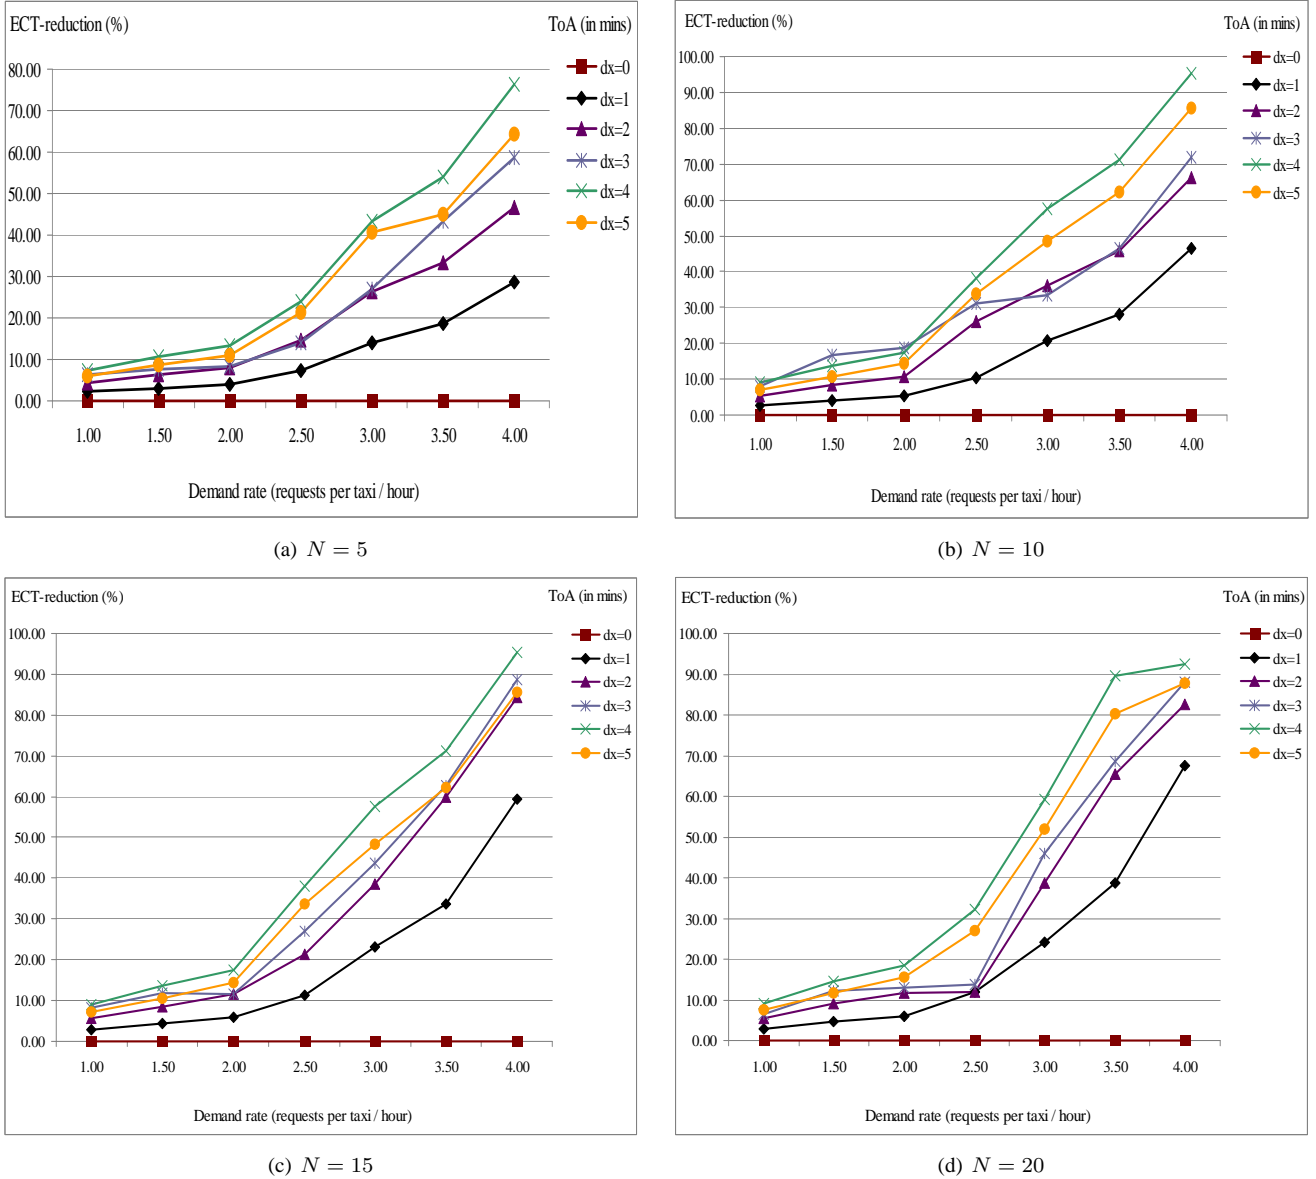 ECT-reduction (%) ToA (in mins)
80.00
70.00
60.00
50.00
40.00
30.00
20.00
10.00
0.00
1.00 1.50 2.00 2.50 3.00 3.50 4.00
Demand rate (requests per taxi / hour)
dx=0
dx=1
dx=2
dx=3
dx=4
dx=5
(a) N = 5
ECT-reduction (%) ToA (in mins)
100.00
90.00
80.00
70.00
60.00
50.00
40.00
30.00
20.00
10.00
0.00
1.00 1.50 2.00 2.50 3.00 3.50 4.00
Demand rate (requests per taxi / hour)
dx=0
dx=1
dx=2
dx=3
dx=4
dx=5
(b) N = 10
ECT-reduction (%) ToA (in mins)
100.00
90.00
80.00
70.00
60.00
50.00
40.00
30.00
20.00
10.00
0.00
1.00 1.50 2.00 2.50 3.00 3.50 4.00
Demand rate (requests per taxi / hour)
dx=0
dx=1
dx=2
dx=3
dx=4
dx=5
(c) N = 15
ECT-reduction (%) ToA (in mins)
100.00
90.00
80.00
70.00
60.00
50.00
40.00
30.00
20.00
10.00
0.00
1.00 1.50 2.00 2.50 3.00 3.50 4.00
Demand rate (requests per taxi / hour)
dx=0
dx=1
dx=2
dx=3
dx=4
dx=5
(d) N = 20